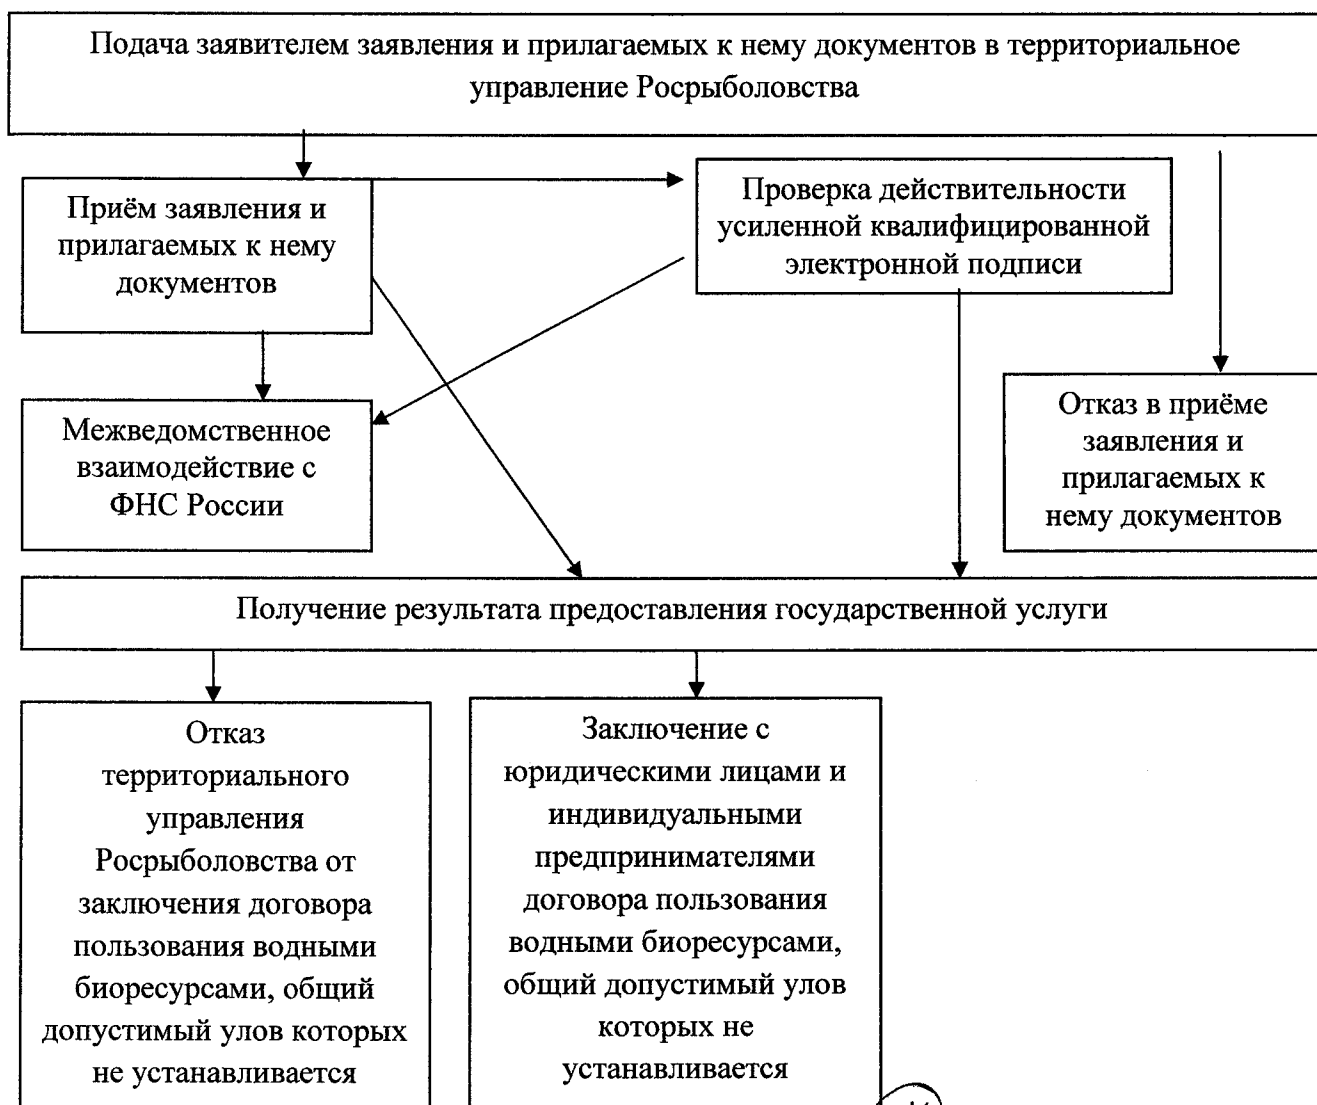 Подача заявителем заявления и прилагаемых к нему документов в территориальное
управление Росрыболовства
Приём заявления и
прилагаемых к нему
документов
Проверка действительности
усиленной квалифицированной
электронной подписи
Межведомственное
взаимодействие с
ФНС России
Отказ в приёме
заявления и
прилагаемых к
нему документов
Получение результата предоставления государственной услуги
Отказ
территориального
управления
Росрыболовства от
заключения договора
пользования водными
биоресурсами, общий
допустимый улов которых
не устанавливается
Заключение с
юридическими лицами и
индивидуальными
предпринимателями
договора пользования
водными биоресурсами,
общий допустимый улов
которых не
устанавливается